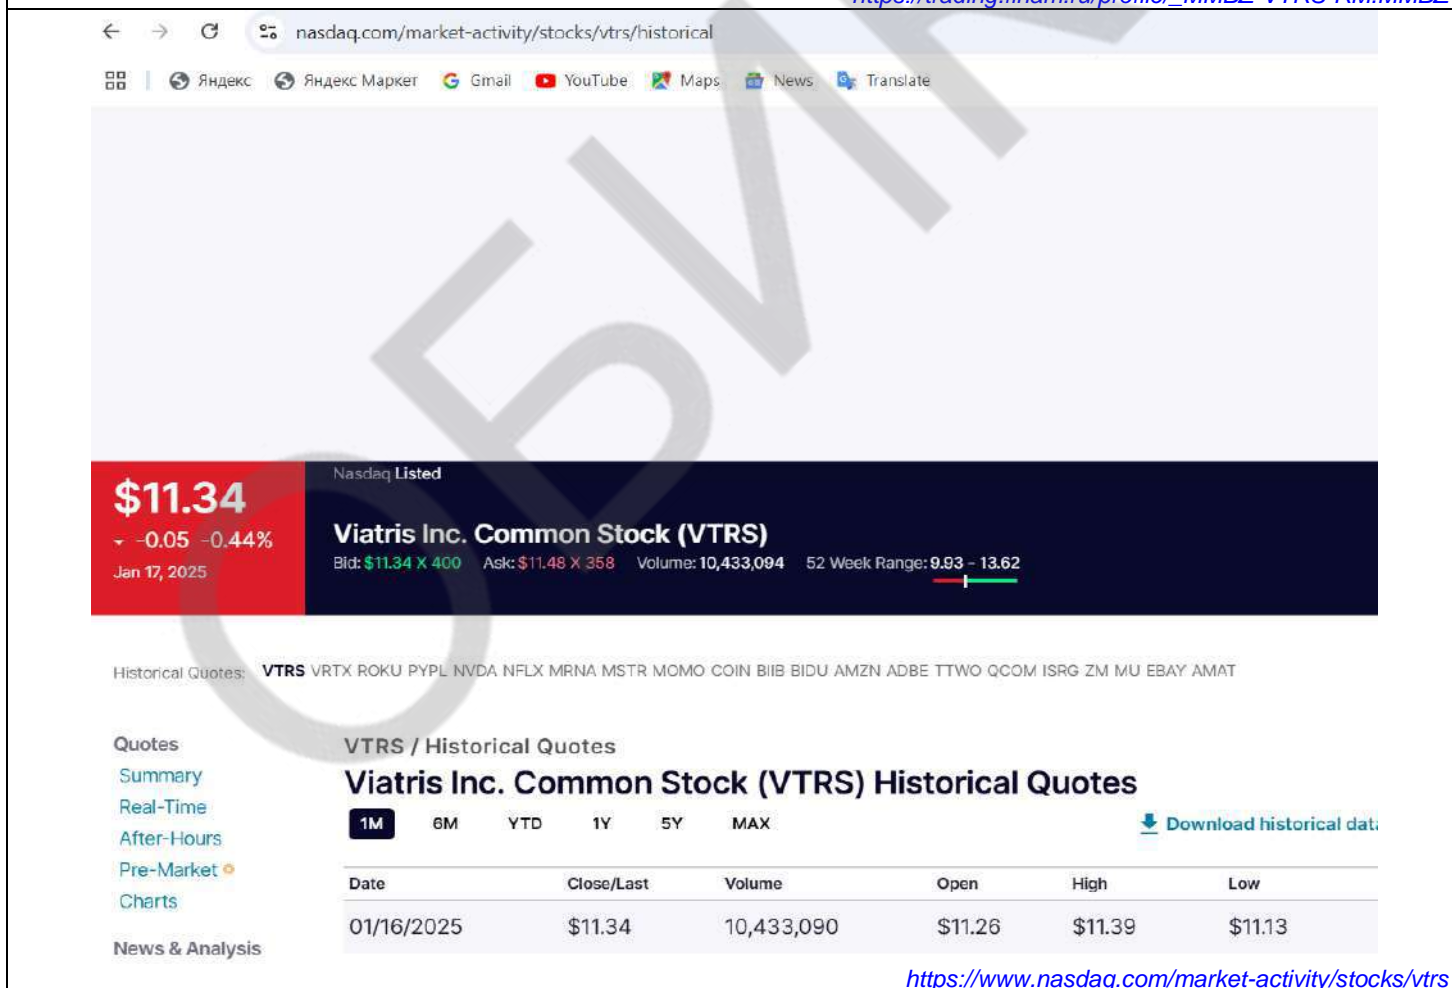 nasdaq.com/market-activity/stocks/vtrs/historical
Яндекс Яндекс Маркет Gmail YouTube Maps News Translate
ОБИ
$11.34
-0.05 -0.44%
Jan 17, 2025
Nasdaq Listed
Viatris Inc. Common Stock (VTRS)
Bid: $11.34 X 400 Ask: $11.48 X 358 Volume: 10,433,094 52 Week Range: 9.93 - 13.62
Historical Quotes: VTRS VRTX ROKU PYPL NVDA NFLX MRNA MSTR MOMO COIN BIIB BIDU AMZN ADBE TTWO QCOM ISRG ZM MU EBAY AMAT
Quotes
Summary
Real-Time
After-Hours
Pre-Market
Charts
News & Analysis
VTRS / Historical Quotes
Viatris Inc. Common Stock (VTRS) Historical Quotes
1M 6M YTD 1Y 5Y MAX
Download historical data
Date Close/Last Volume Open High Low
01/16/2025 $11.34 10,433,090 $11.26 $11.39 $11.13
https://www.nasdaq.com/market-activity/stocks/vtrs